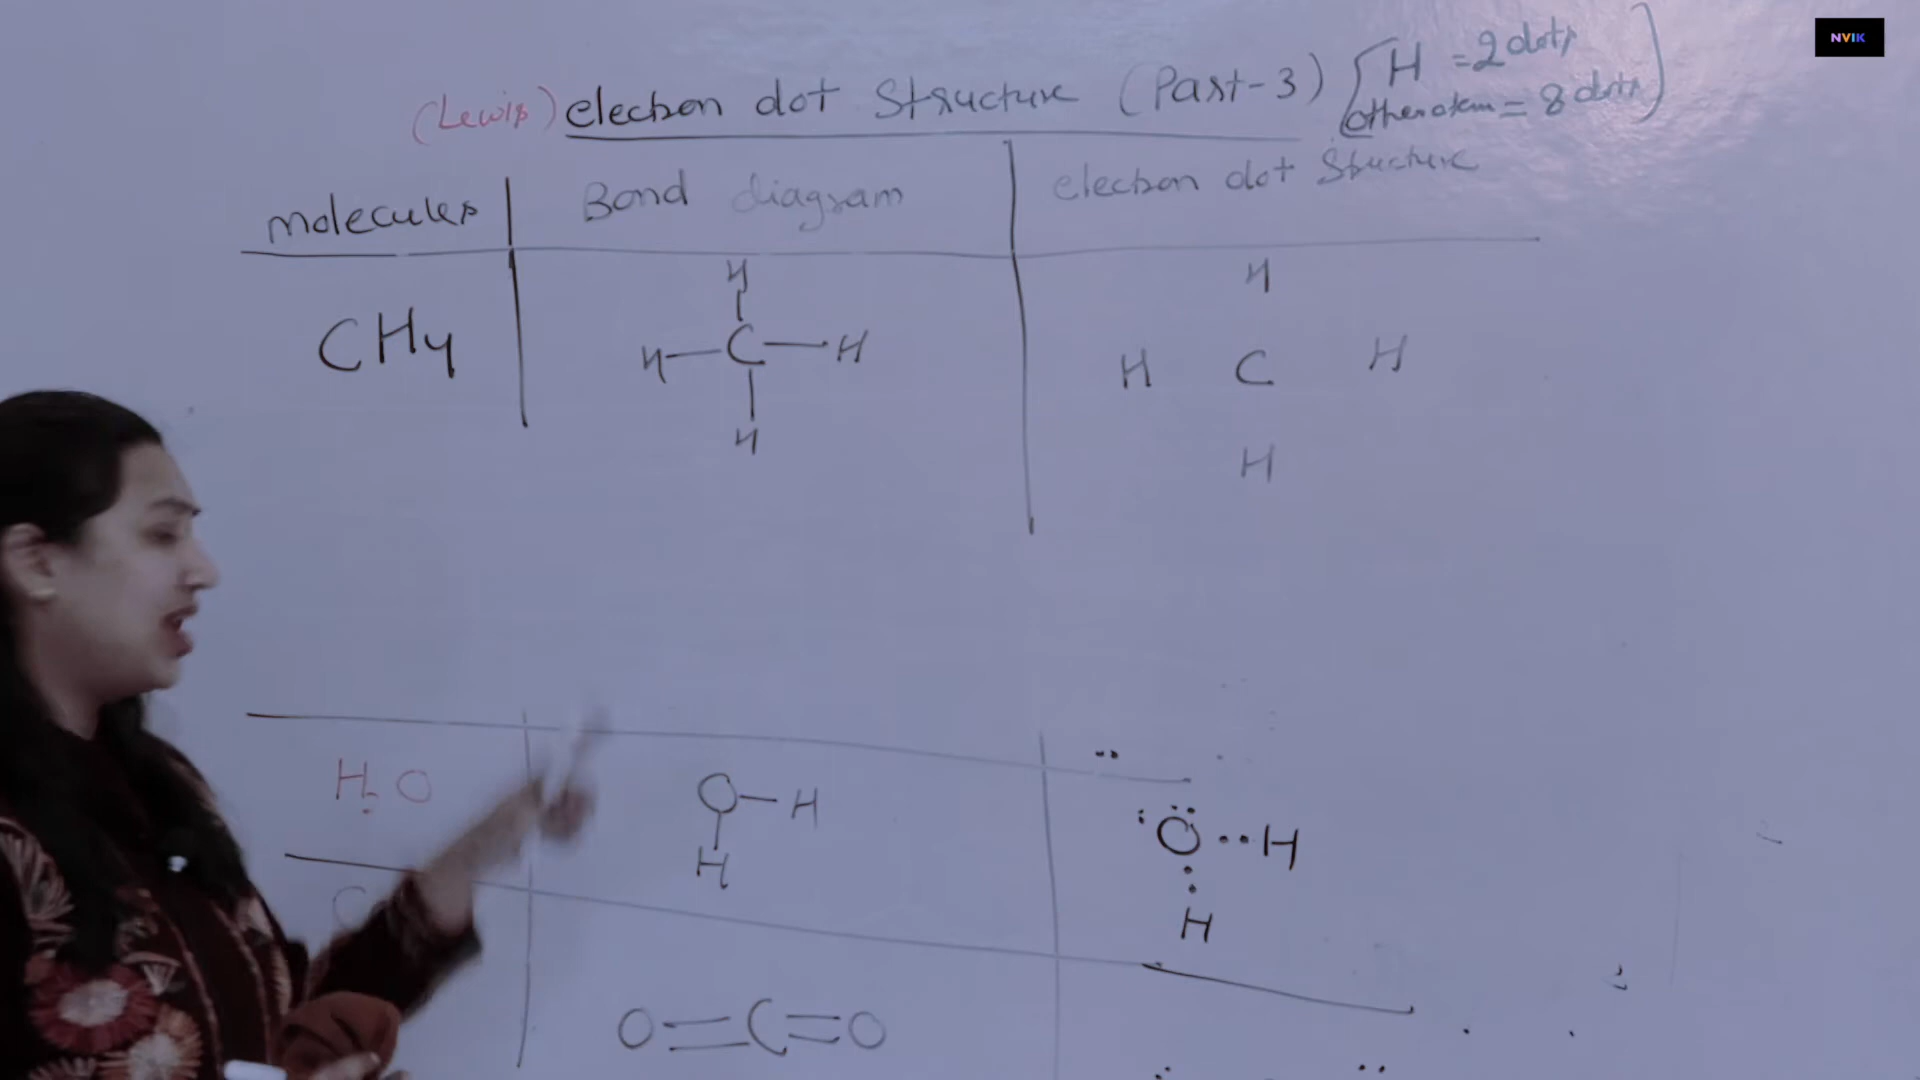 NVIK
(Lewis) electron dot Structure (Part-3) [H = 2 dots
other atom = 8 dots]
molecules Bond diagram electron dot Structure
H H
CH4 H—C—H H C H
H H
H2O O—H :Ö··H
H H
C
O=C=O